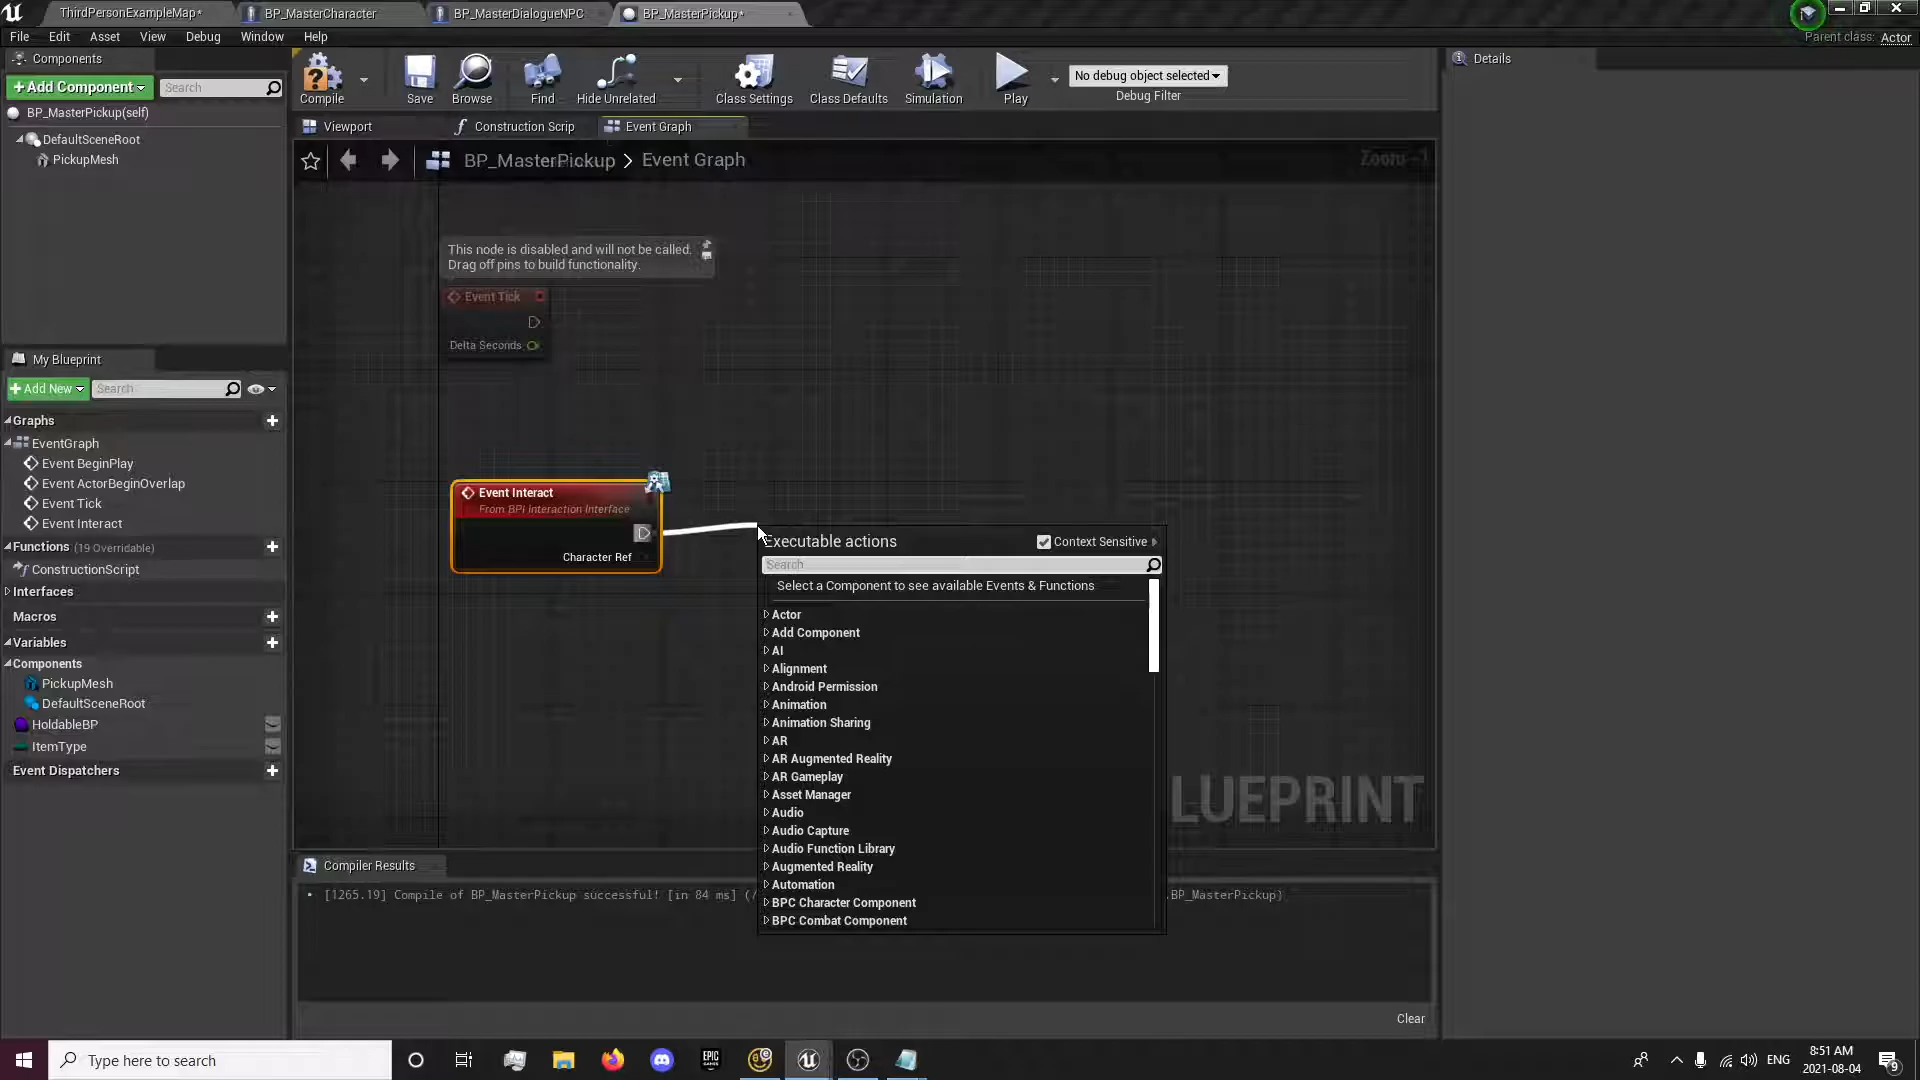 ThirdPersonExampleMap*
BP_MasterCharacter
BP_MasterDialogueNPC
BP_MasterPickup*
File Edit Asset View Debug Window Help
Parent class: Actor
Components
Details
+Add Component
Search
Compile
Save
Browse
Find
Hide Unrelated
Class Settings
Class Defaults
Simulation
Play
No debug object selected
Debug Filter
BP_MasterPickup(self)
DefaultSceneRoot
PickupMesh
Viewport
Construction Scrip
Event Graph
BP_MasterPickup > Event Graph
Zoom -1
This node is disabled and will not be called.
Drag off pins to build functionality.
Event Tick
Delta Seconds
My Blueprint
+Add New
Search
Graphs
EventGraph
Event BeginPlay
Event ActorBeginOverlap
Event Tick
Event Interact
Functions (19 Overridable)
ConstructionScript
Interfaces
Macros
Variables
Components
PickupMesh
DefaultSceneRoot
HoldableBP
ItemType
Event Dispatchers
Event Interact
From BPI Interaction Interface
Character Ref
Executable actions
Context Sensitive
Search
Select a Component to see available Events & Functions
Actor
Add Component
AI
Alignment
Android Permission
Animation
Animation Sharing
AR
AR Augmented Reality
AR Gameplay
Asset Manager
Audio
Audio Capture
Audio Function Library
Augmented Reality
Automation
BPC Character Component
BPC Combat Component
LUEPRINT
Compiler Results
[1265.19] Compile of BP_MasterPickup successful! [in 84 ms] (/
.BP_MasterPickup)
Clear
Type here to search
EPIC
GAMES
ENG
8:51 AM
2021-08-04
9